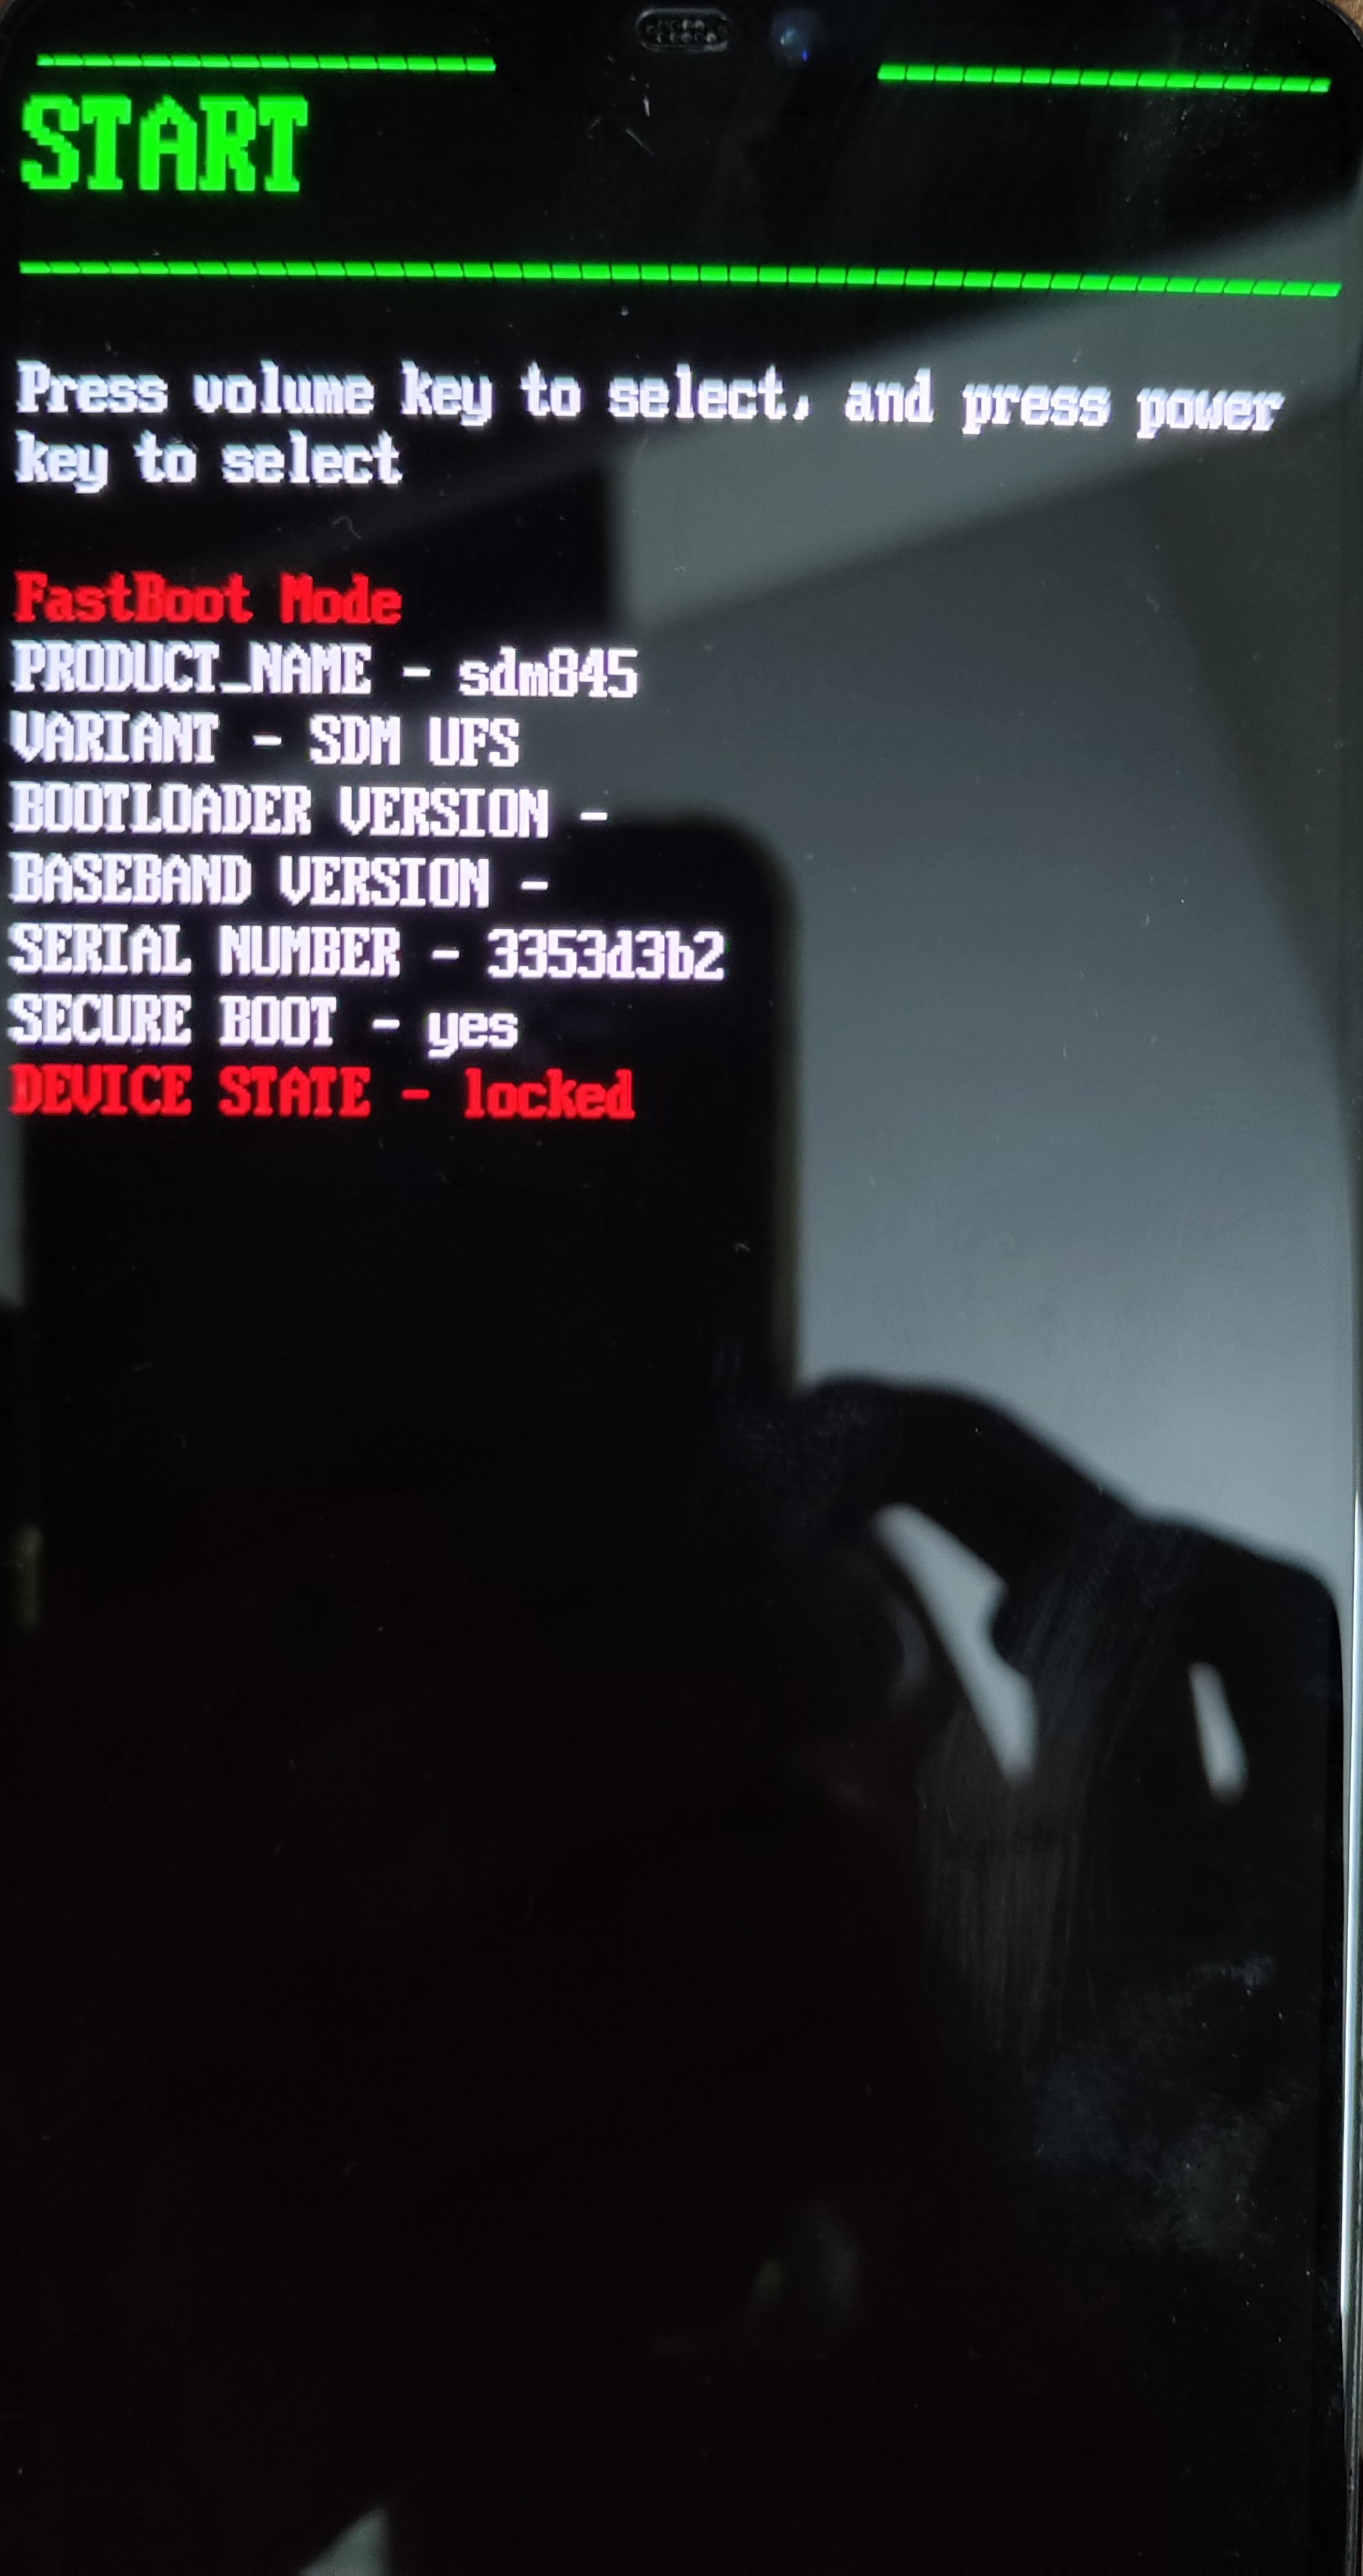 START
Press volume key to select, and press power
key to select
FastBoot Mode
PRODUCT_NAME - sdm845
VARIANT - SDM UFS
BOOTLOADER VERSION -
BASEBAND VERSION -
SERIAL NUMBER - 3353d3b2
SECURE BOOT - yes
DEVICE STATE - locked